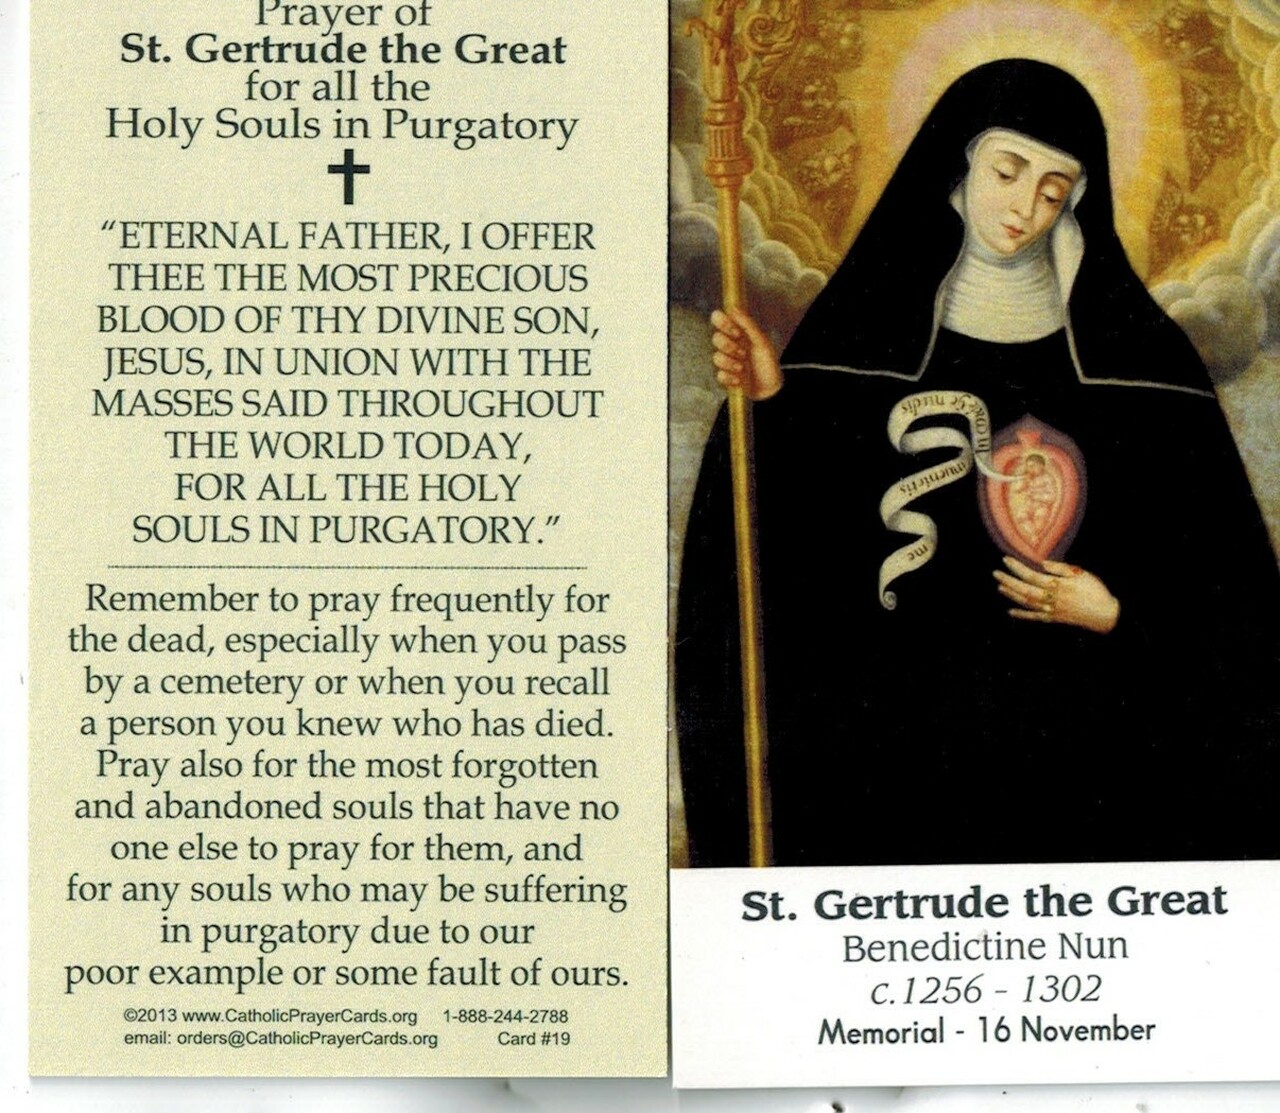 Prayer of
St. Gertrude the Great
for all the
Holy Souls in Purgatory
“ETERNAL FATHER, I OFFER
THEE THE MOST PRECIOUS
BLOOD OF THY DIVINE SON,
JESUS, IN UNION WITH THE
MASSES SAID THROUGHOUT
THE WORLD TODAY,
FOR ALL THE HOLY
SOULS IN PURGATORY.”
Remember to pray frequently for
the dead, especially when you pass
by a cemetery or when you recall
a person you knew who has died.
Pray also for the most forgotten
and abandoned souls that have no
one else to pray for them, and
for any souls who may be suffering
in purgatory due to our
poor example or some fault of ours.
©2013 www.CatholicPrayerCards.org 1-888-244-2788
email: orders@CatholicPrayerCards.org Card #19
invenietis
me
St. Gertrude the Great
Benedictine Nun
c.1256 - 1302
Memorial - 16 November